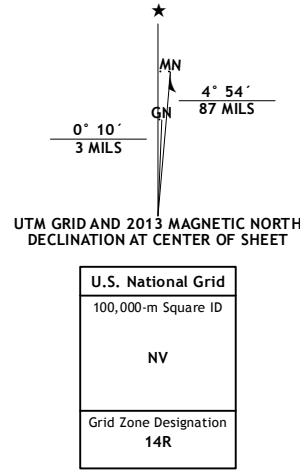 MN
4° 54´
87 MILS
GN
0° 10´
3 MILS
UTM GRID AND 2013 MAGNETIC NORTH
DECLINATION AT CENTER OF SHEET
U.S. National Grid
100,000-m Square ID
NV
Grid Zone Designation
14R